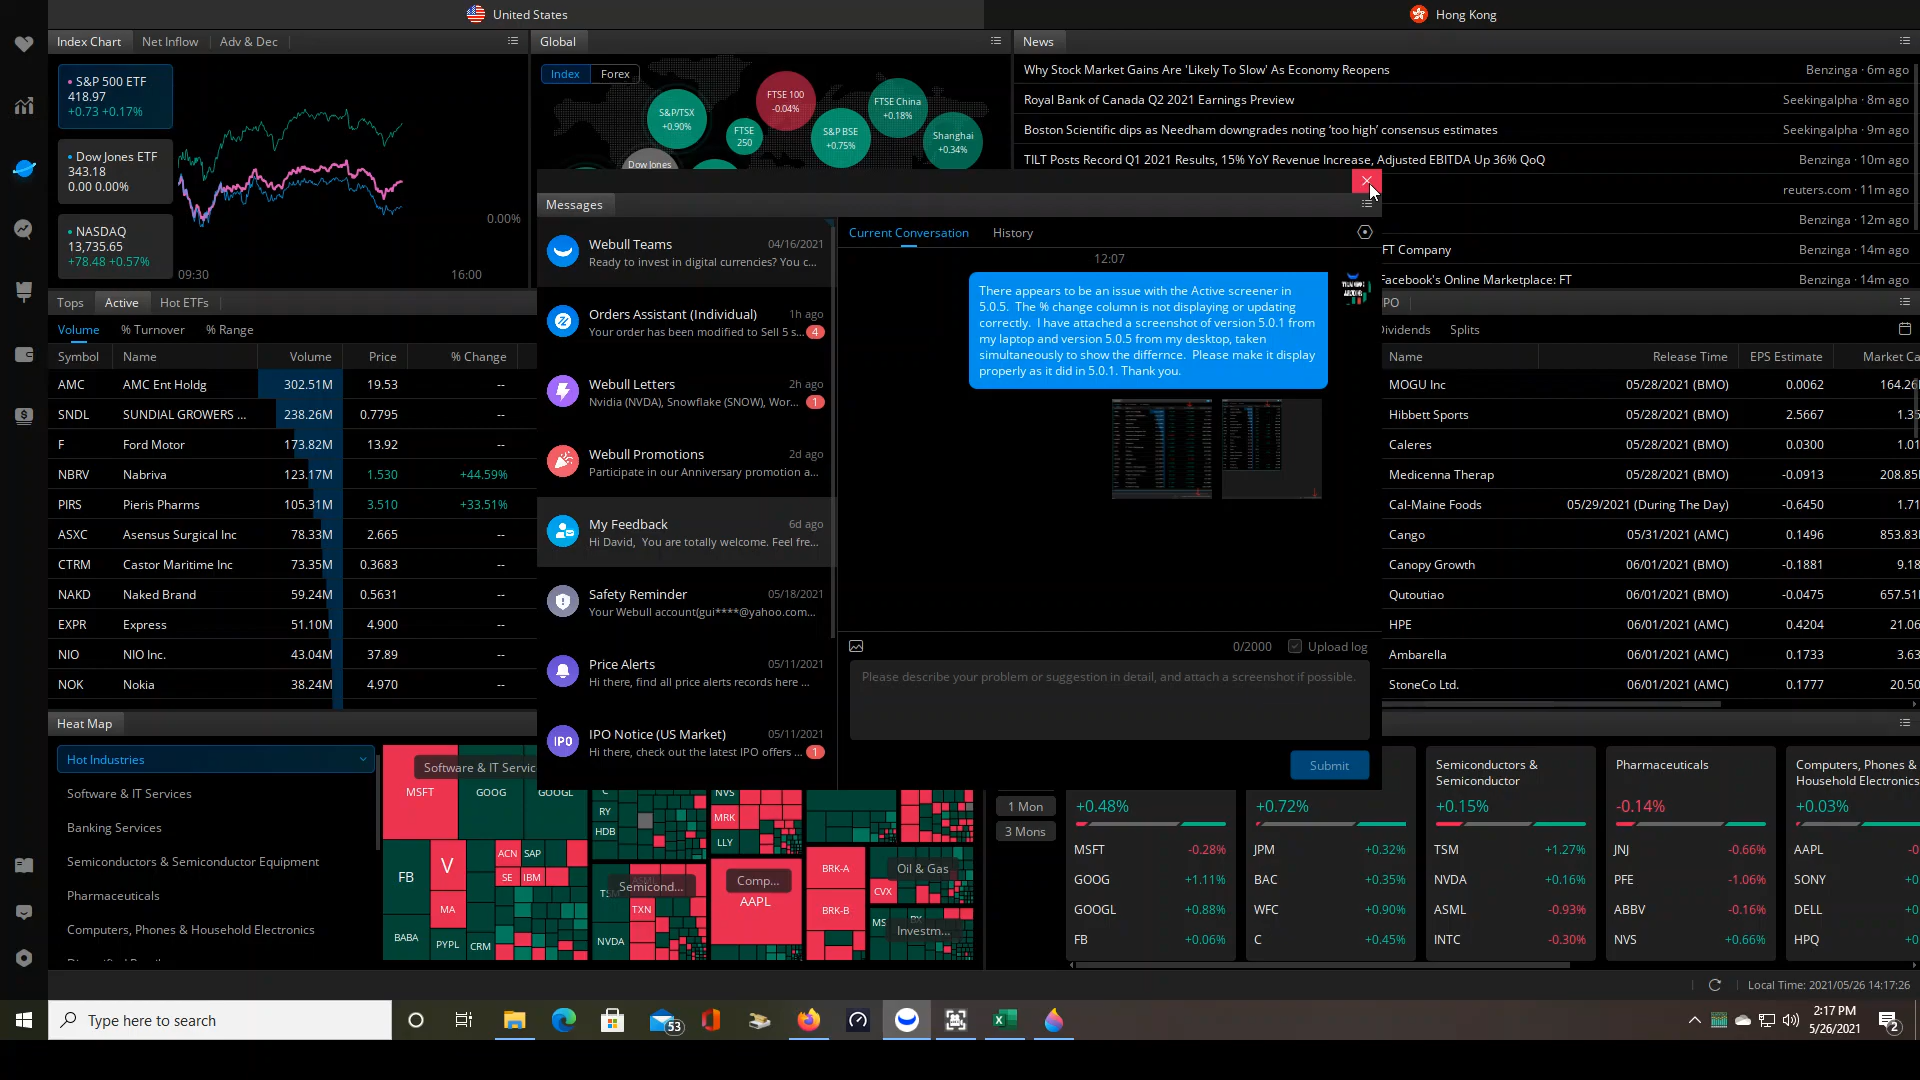 United States
Hong Kong
Index Chart
Net Inflow
Adv & Dec
S&P 500 ETF
418.97
+0.73 +0.17%
Dow Jones ETF
343.18
0.00 0.00%
NASDAQ
13,735.65
+78.48 +0.57%
0.00%
09:30
16:00
Global
Index
Forex
S&P/TSX
+0.90%
FTSE 100
-0.04%
FTSE
250
S&P BSE
+0.75%
FTSE China
+0.18%
Shanghai
+0.34%
Dow Jones
News
Why Stock Market Gains Are 'Likely To Slow' As Economy Reopens
Benzinga · 6m ago
Royal Bank of Canada Q2 2021 Earnings Preview
Seekingalpha · 8m ago
Boston Scientific dips as Needham downgrades noting 'too high' consensus estimates
Seekingalpha · 9m ago
TILT Posts Record Q1 2021 Results, 15% YoY Revenue Increase, Adjusted EBITDA Up 36% QoQ
Benzinga · 10m ago
reuters.com · 11m ago
Benzinga · 12m ago
FT Company
Benzinga · 14m ago
Facebook's Online Marketplace: FT
Benzinga · 14m ago
Tops
Active
Hot ETFs
Volume
% Turnover
% Range
Symbol Name Volume Price % Change
AMC AMC Ent Holdg 302.51M 19.53 --
SNDL SUNDIAL GROWERS ... 238.26M 0.7795 --
F Ford Motor 173.82M 13.92 --
NBRV Nabriva 123.17M 1.530 +44.59%
PIRS Pieris Pharms 105.31M 3.510 +33.51%
ASXC Asensus Surgical Inc 78.33M 2.665 --
CTRM Castor Maritime Inc 73.35M 0.3683 --
NAKD Naked Brand 59.24M 0.5631 --
EXPR Express 51.10M 4.900 --
NIO NIO Inc. 43.04M 37.89 --
NOK Nokia 38.24M 4.970 --
Messages
Webull Teams 04/16/2021
Ready to invest in digital currencies? You c...
Orders Assistant (Individual) 1h ago
Your order has been modified to Sell 5 s... 4
Webull Letters 2h ago
Nvidia (NVDA), Snowflake (SNOW), Wor... 1
Webull Promotions 2d ago
Participate in our Anniversary promotion a...
My Feedback 6d ago
Hi David, You are totally welcome. Feel fre...
Safety Reminder 05/18/2021
Your Webull account(gui****@yahoo.com...
Price Alerts 05/11/2021
Hi there, find all price alerts records here ...
IPO
IPO Notice (US Market) 05/11/2021
Hi there, check out the latest IPO offers ... 1
Current Conversation
History
12:07
There appears to be an issue with the Active screener in
5.0.5. The % change column is not displaying or updating
correctly. I have attached a screenshot of version 5.0.1 from
my laptop and version 5.0.5 from my desktop, taken
simultaneously to show the differnce. Please make it display
properly as it did in 5.0.1. Thank you.
0/2000
Upload log
Please describe your problem or suggestion in detail, and attach a screenshot if possible.
Submit
PO
Dividends
Splits
Name Release Time EPS Estimate Market Ca
MOGU Inc 05/28/2021 (BMO) 0.0062 164.26
Hibbett Sports 05/28/2021 (BMO) 2.5667 1.35
Caleres 05/28/2021 (BMO) 0.0300 1.01
Medicenna Therap 05/28/2021 (BMO) -0.0913 208.85
Cal-Maine Foods 05/29/2021 (During The Day) -0.6450 1.71
Cango 05/31/2021 (AMC) 0.1496 853.83
Canopy Growth 06/01/2021 (BMO) -0.1881 9.18
Qutoutiao 06/01/2021 (BMO) -0.0475 657.51
HPE 06/01/2021 (AMC) 0.4204 21.06
Ambarella 06/01/2021 (AMC) 0.1733 3.63
StoneCo Ltd. 06/01/2021 (AMC) 0.1777 20.50
Heat Map
Hot Industries
Software & IT Services
Banking Services
Semiconductors & Semiconductor Equipment
Pharmaceuticals
Computers, Phones & Household Electronics
Software & IT Servic
MSFT
GOOG
GOOGL
FB
V
MA
BABA
PYPL
CRM
ACN
SAP
SE
IBM
C
RY
HDB
Semicond...
TXN
NVDA
NVS
MRK
LLY
Comp...
AAPL
BRK-A
BRK-B
Oil & Gas
CVX
MS
Investm...
1 Mon
3 Mons
+0.48%
MSFT -0.28%
GOOG +1.11%
GOOGL +0.88%
FB +0.06%
+0.72%
JPM +0.32%
BAC +0.35%
WFC +0.90%
C +0.45%
Semiconductors &
Semiconductor
+0.15%
TSM +1.27%
NVDA +0.16%
ASML -0.93%
INTC -0.30%
Pharmaceuticals
-0.14%
JNJ -0.66%
PFE -1.06%
ABBV -0.16%
NVS +0.66%
Computers, Phones &
Household Electronics
+0.03%
AAPL -0
SONY +0
DELL +0
HPQ +0
Local Time: 2021/05/26 14:17:26
Type here to search
53
2:17 PM
5/26/2021
2